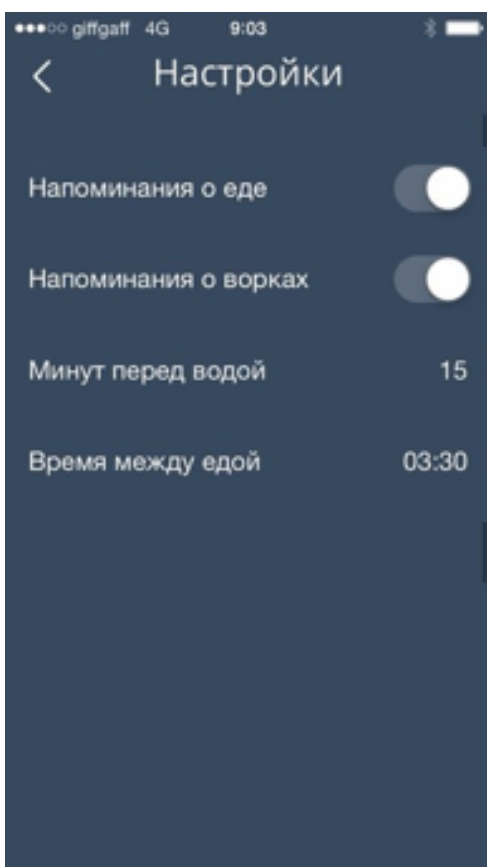 giffgaff 4G 9:03
Настройки
Напоминания о еде
Напоминания о ворках
Минут перед водой 15
Время между едой 03:30